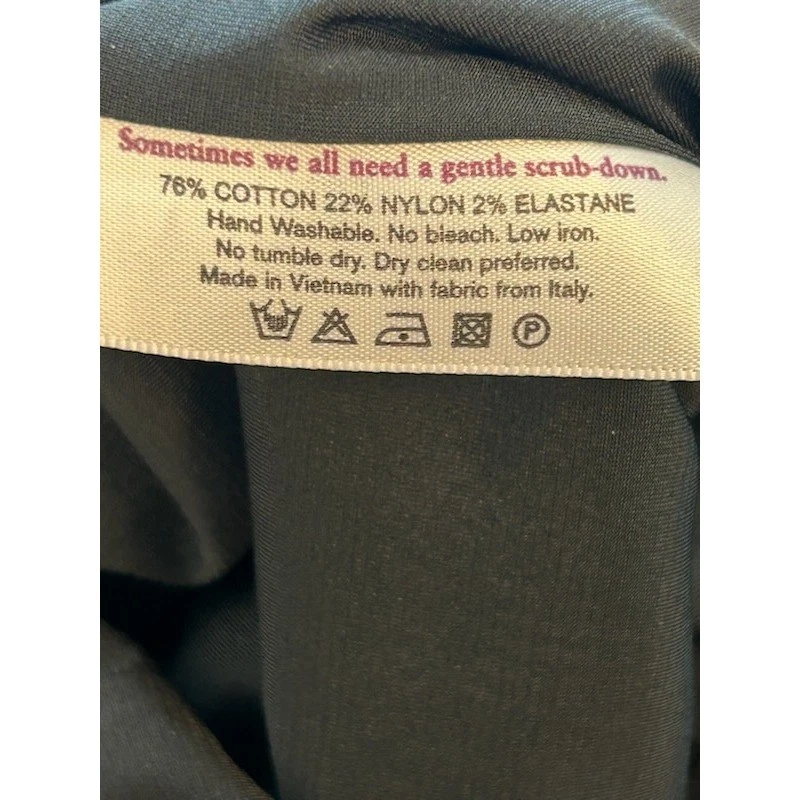 Sometimes we all need a gentle scrub-down.
76% COTTON 22% NYLON 2% ELASTANE
Hand Washable. No bleach. Low iron.
No tumble dry. Dry clean preferred.
Made in Vietnam with fabric from Italy.
P